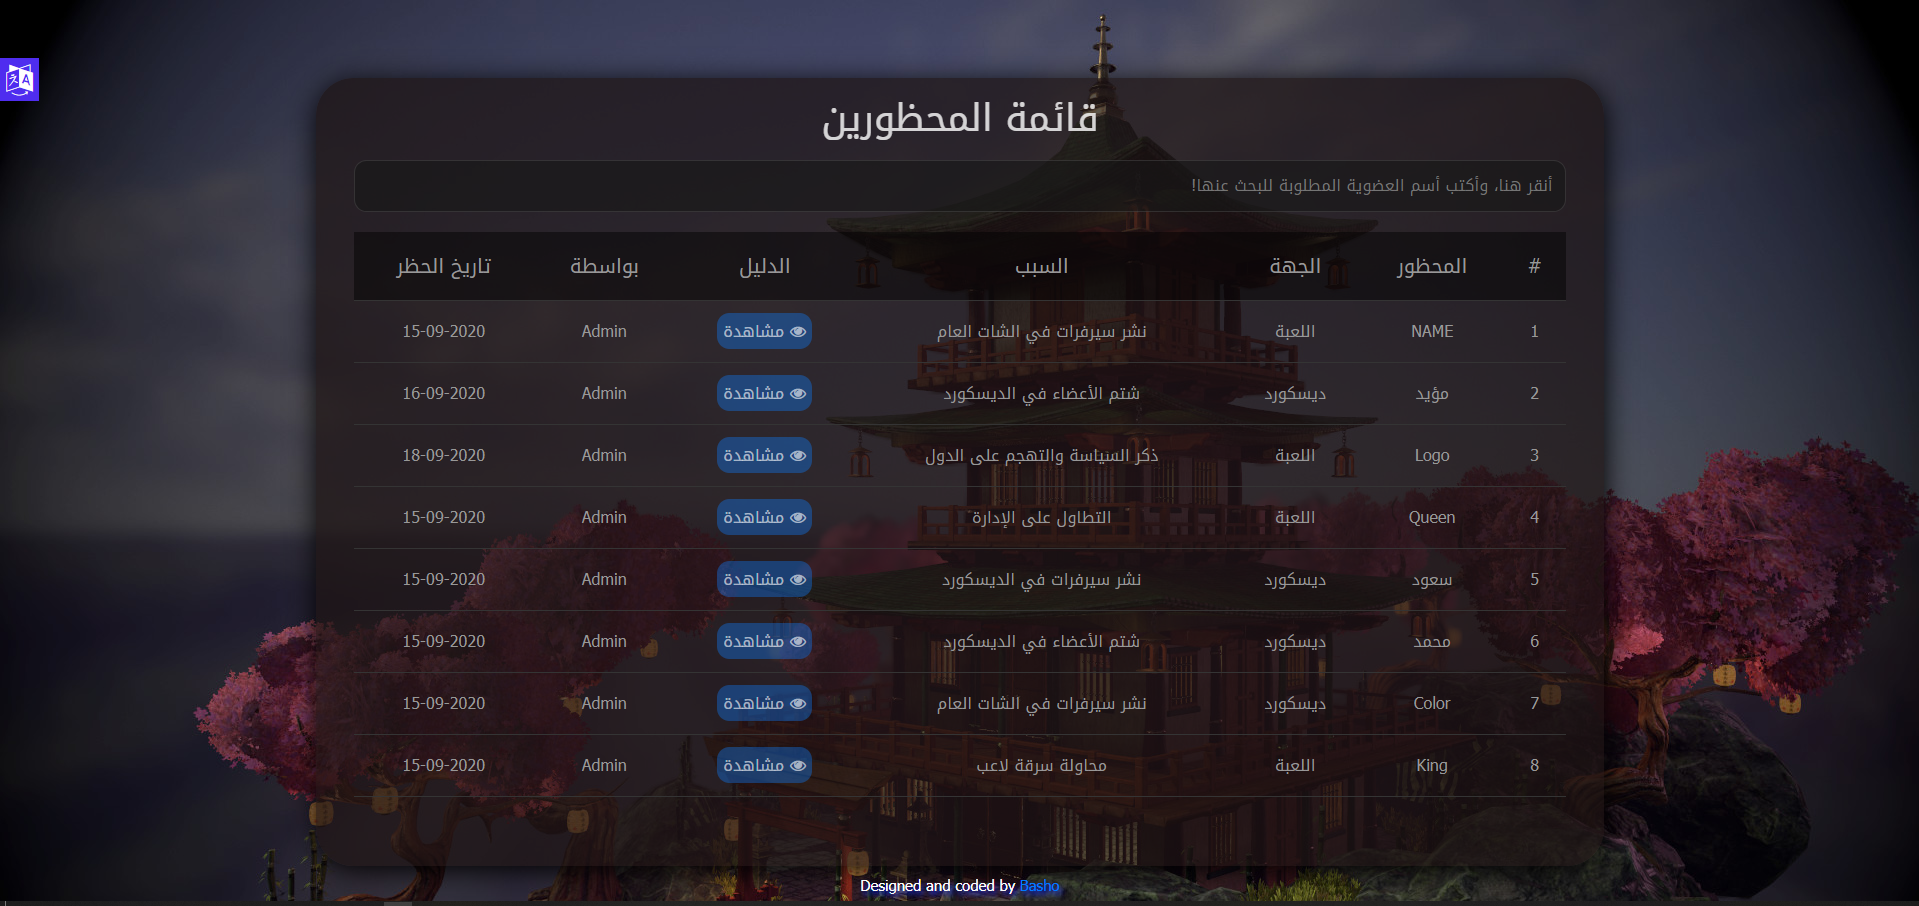 قائمة المحظورين
أنقر هنا، وأكتب أسم العضوية المطلوبة للبحث عنها!
# المحظور الجهة السبب الدليل بواسطة تاريخ الحظر
1 NAME اللعبة نشر سيرفرات في الشات العام مشاهدة Admin 15-09-2020
2 مؤيد ديسكورد شتم الأعضاء في الديسكورد مشاهدة Admin 16-09-2020
3 Logo اللعبة ذكر السياسة والتهجم على الدول مشاهدة Admin 18-09-2020
4 Queen اللعبة التطاول على الإدارة مشاهدة Admin 15-09-2020
5 سعود ديسكورد نشر سيرفرات في الديسكورد مشاهدة Admin 15-09-2020
6 محمد ديسكورد شتم الأعضاء في الديسكورد مشاهدة Admin 15-09-2020
7 Color ديسكورد نشر سيرفرات في الشات العام مشاهدة Admin 15-09-2020
8 King اللعبة محاولة سرقة لاعب مشاهدة Admin 15-09-2020
Designed and coded by Basho